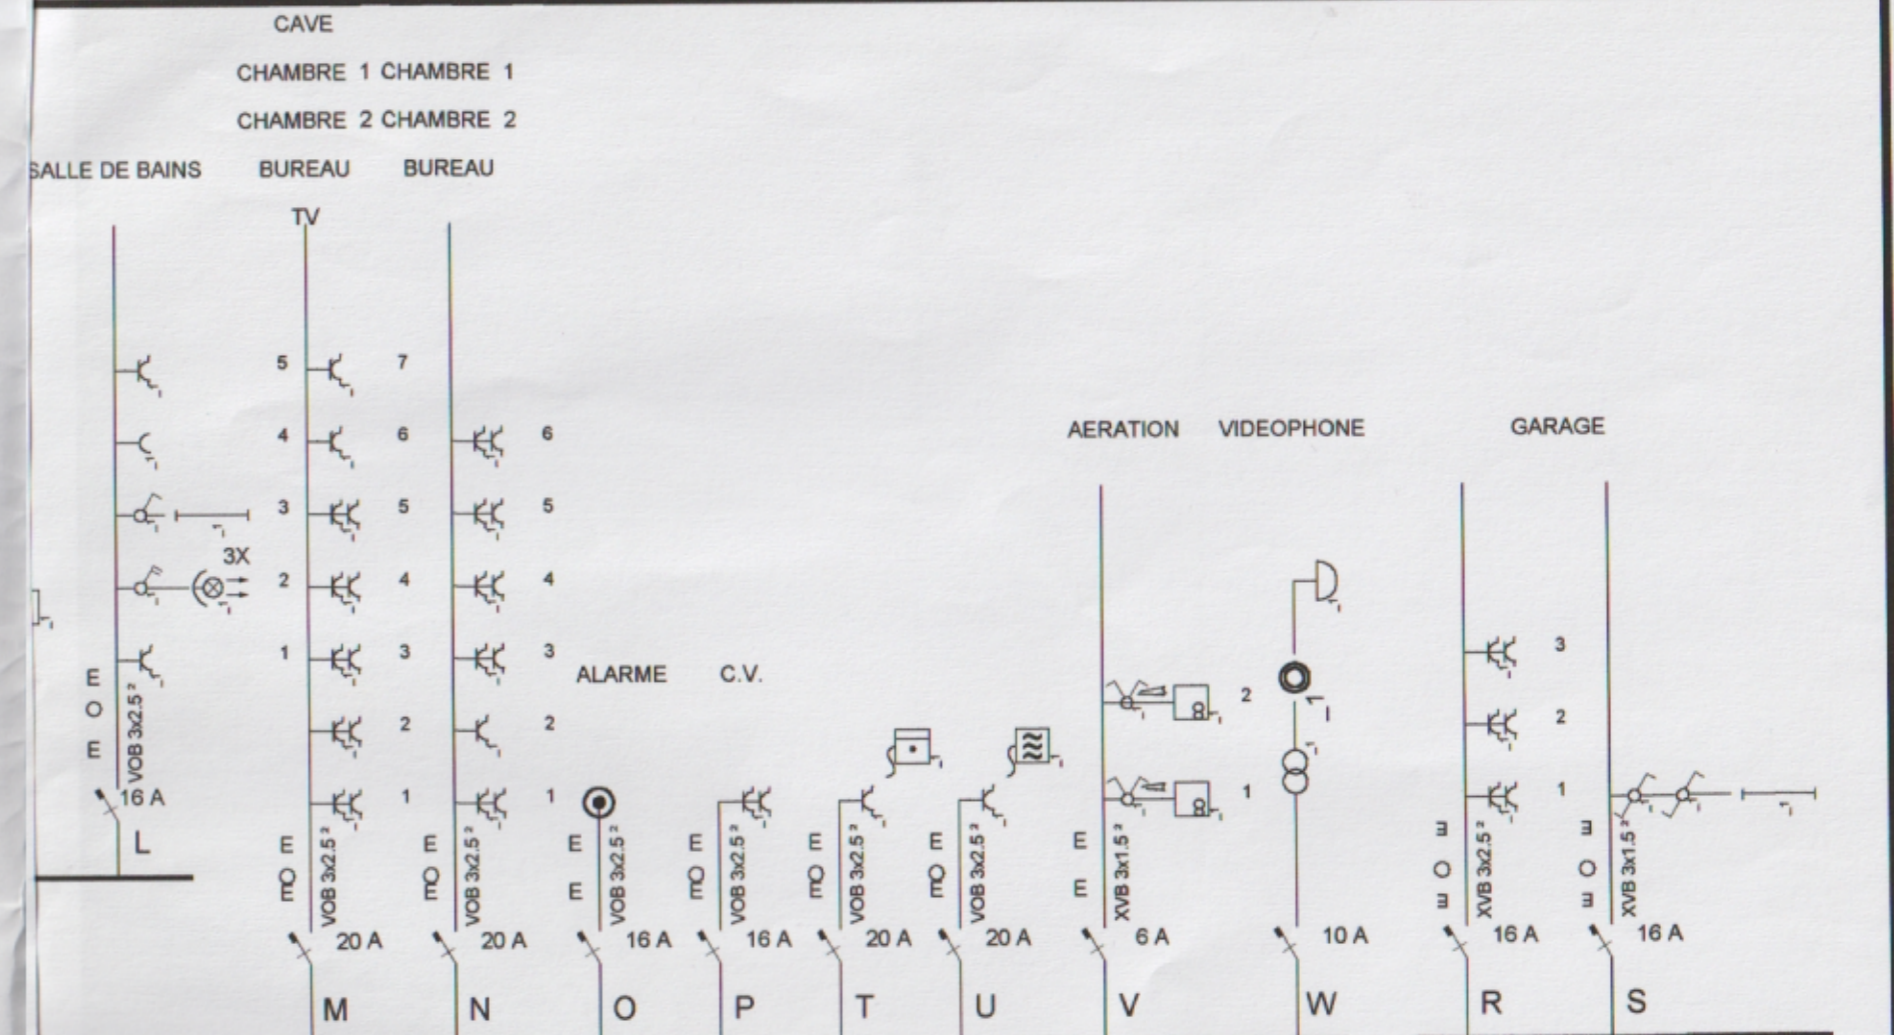 CAVE
CHAMBRE 1 CHAMBRE 1
CHAMBRE 2 CHAMBRE 2
SALLE DE BAINS BUREAU BUREAU
TV
5 7
4 6 6
3 5 5
3X
2 4 4
1 3 3
2 2
1 1
AERATION VIDEOPHONE GARAGE
ALARME C.V.
2
1
3
2
1
E
O
E
VOB 3x2.5²
16 A
L
E O E VOB 3x2.5²
E O E VOB 3x2.5²
E E VOB 3x2.5²
E O E VOB 3x2.5²
E O E VOB 3x2.5²
E O E VOB 3x2.5²
E E XVB 3x1.5²
E O E XVB 3x2.5²
E O E XVB 3x1.5²
20 A 20 A 16 A 16 A 20 A 20 A 6 A 10 A 16 A 16 A
M N O P T U V W R S